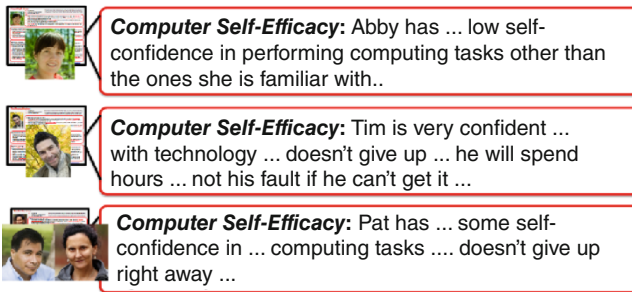 Computer Self-Efficacy: Abby has ... low self-
confidence in performing computing tasks other than
the ones she is familiar with..
Computer Self-Efficacy: Tim is very confident ...
with technology ... doesn't give up ... he will spend
hours ... not his fault if he can't get it ...
Computer Self-Efficacy: Pat has ... some self-
confidence in ... computing tasks .... doesn't give up
right away ...